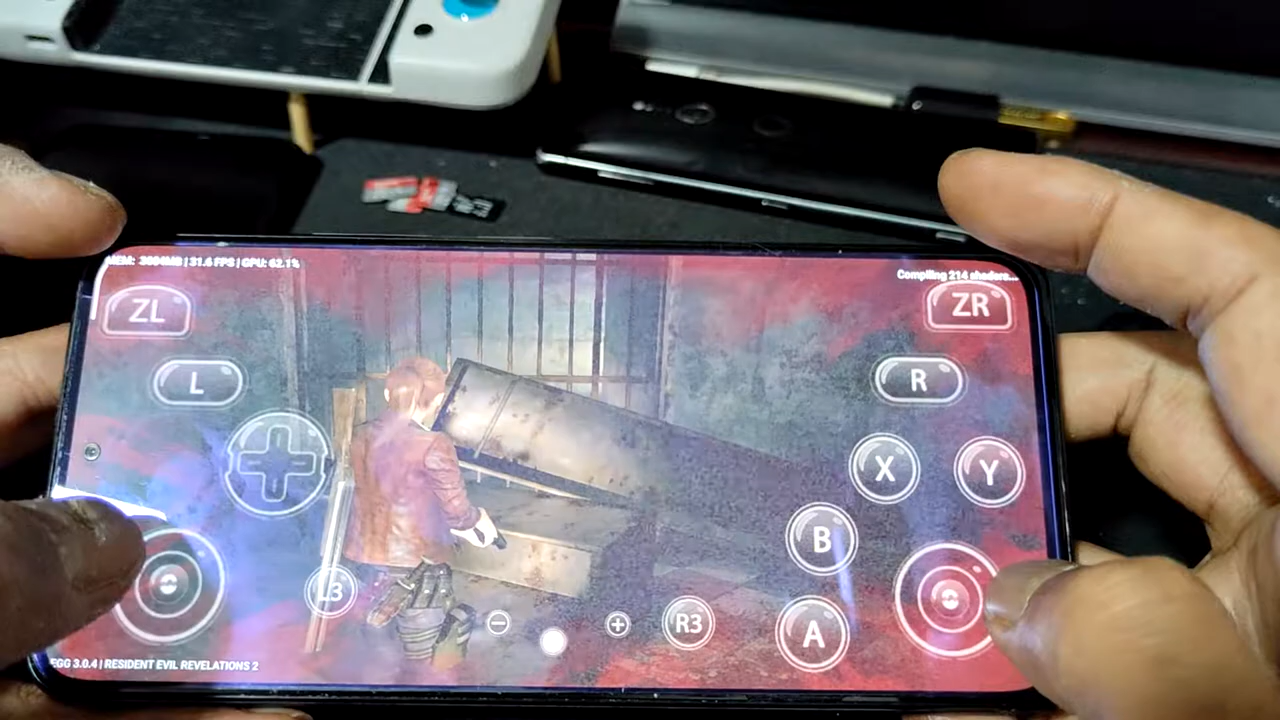 MEM: 3004MB | 31.6 FPS | GPU: 62.1%
Compiling 214 shaders...
ZL
ZR
L
R
X
Y
B
L3
R3
A
EGG 3.0.4 | RESIDENT EVIL REVELATIONS 2